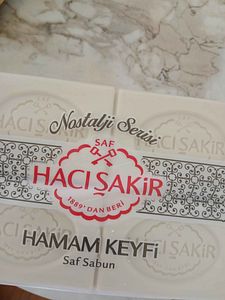 Nostalji Serisi
SAF
HACI ŞAKİR
1889'DAN BERİ
HAMAM KEYFİ
Saf Sabun